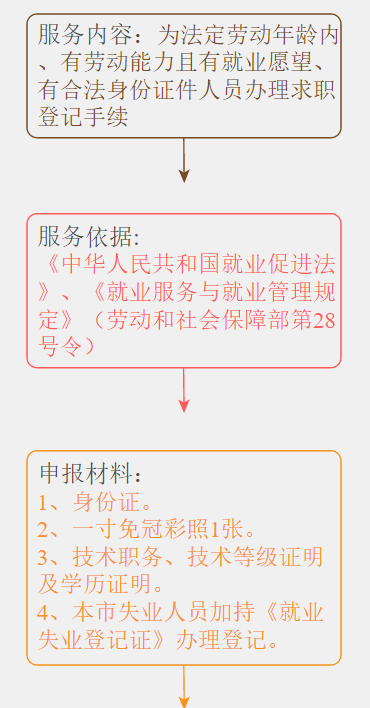 服务内容：为法定劳动年龄内
、有劳动能力且有就业愿望、
有合法身份证件人员办理求职
登记手续
服务依据:
《中华人民共和国就业促进法
》、《就业服务与就业管理规
定》（劳动和社会保障部第28
号令）
申报材料：
1、身份证。
2、一寸免冠彩照1张。
3、技术职务、技术等级证明
及学历证明。
4、本市失业人员加持《就业
失业登记证》办理登记。